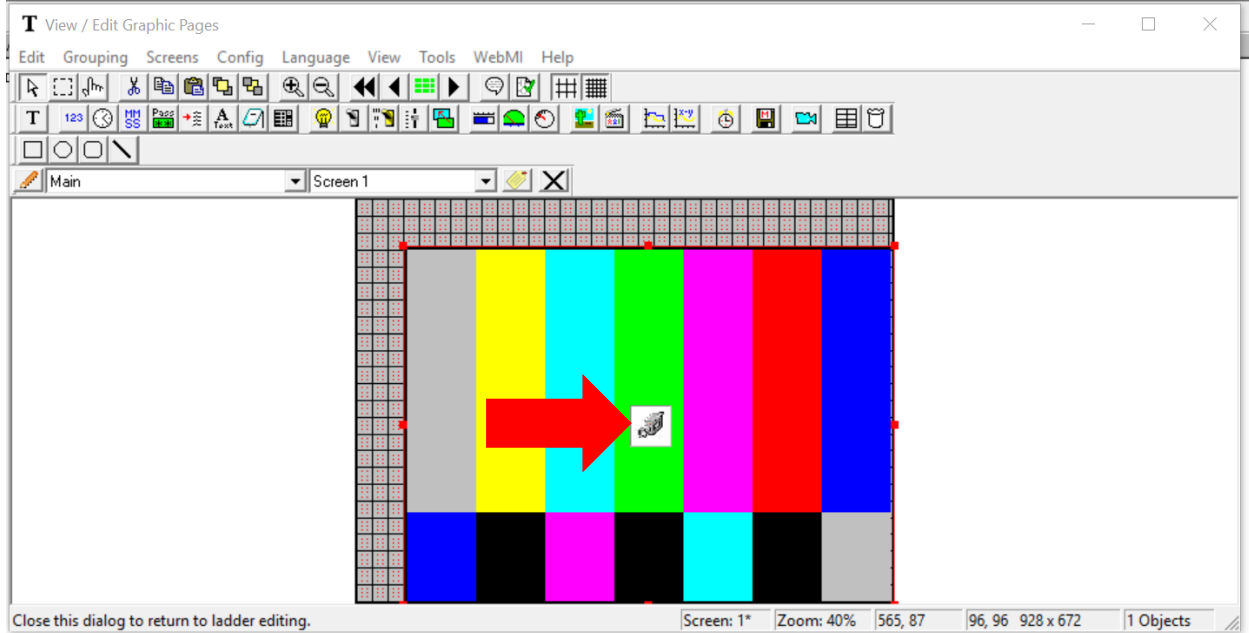 T View / Edit Graphic Pages
Edit Grouping Screens Config Language View Tools WebMI Help
T 123 MM SS Pass A Text M x-y
Main Screen 1
Close this dialog to return to ladder editing. Screen: 1* Zoom: 40% 565, 87 96, 96 928 x 672 1 Objects